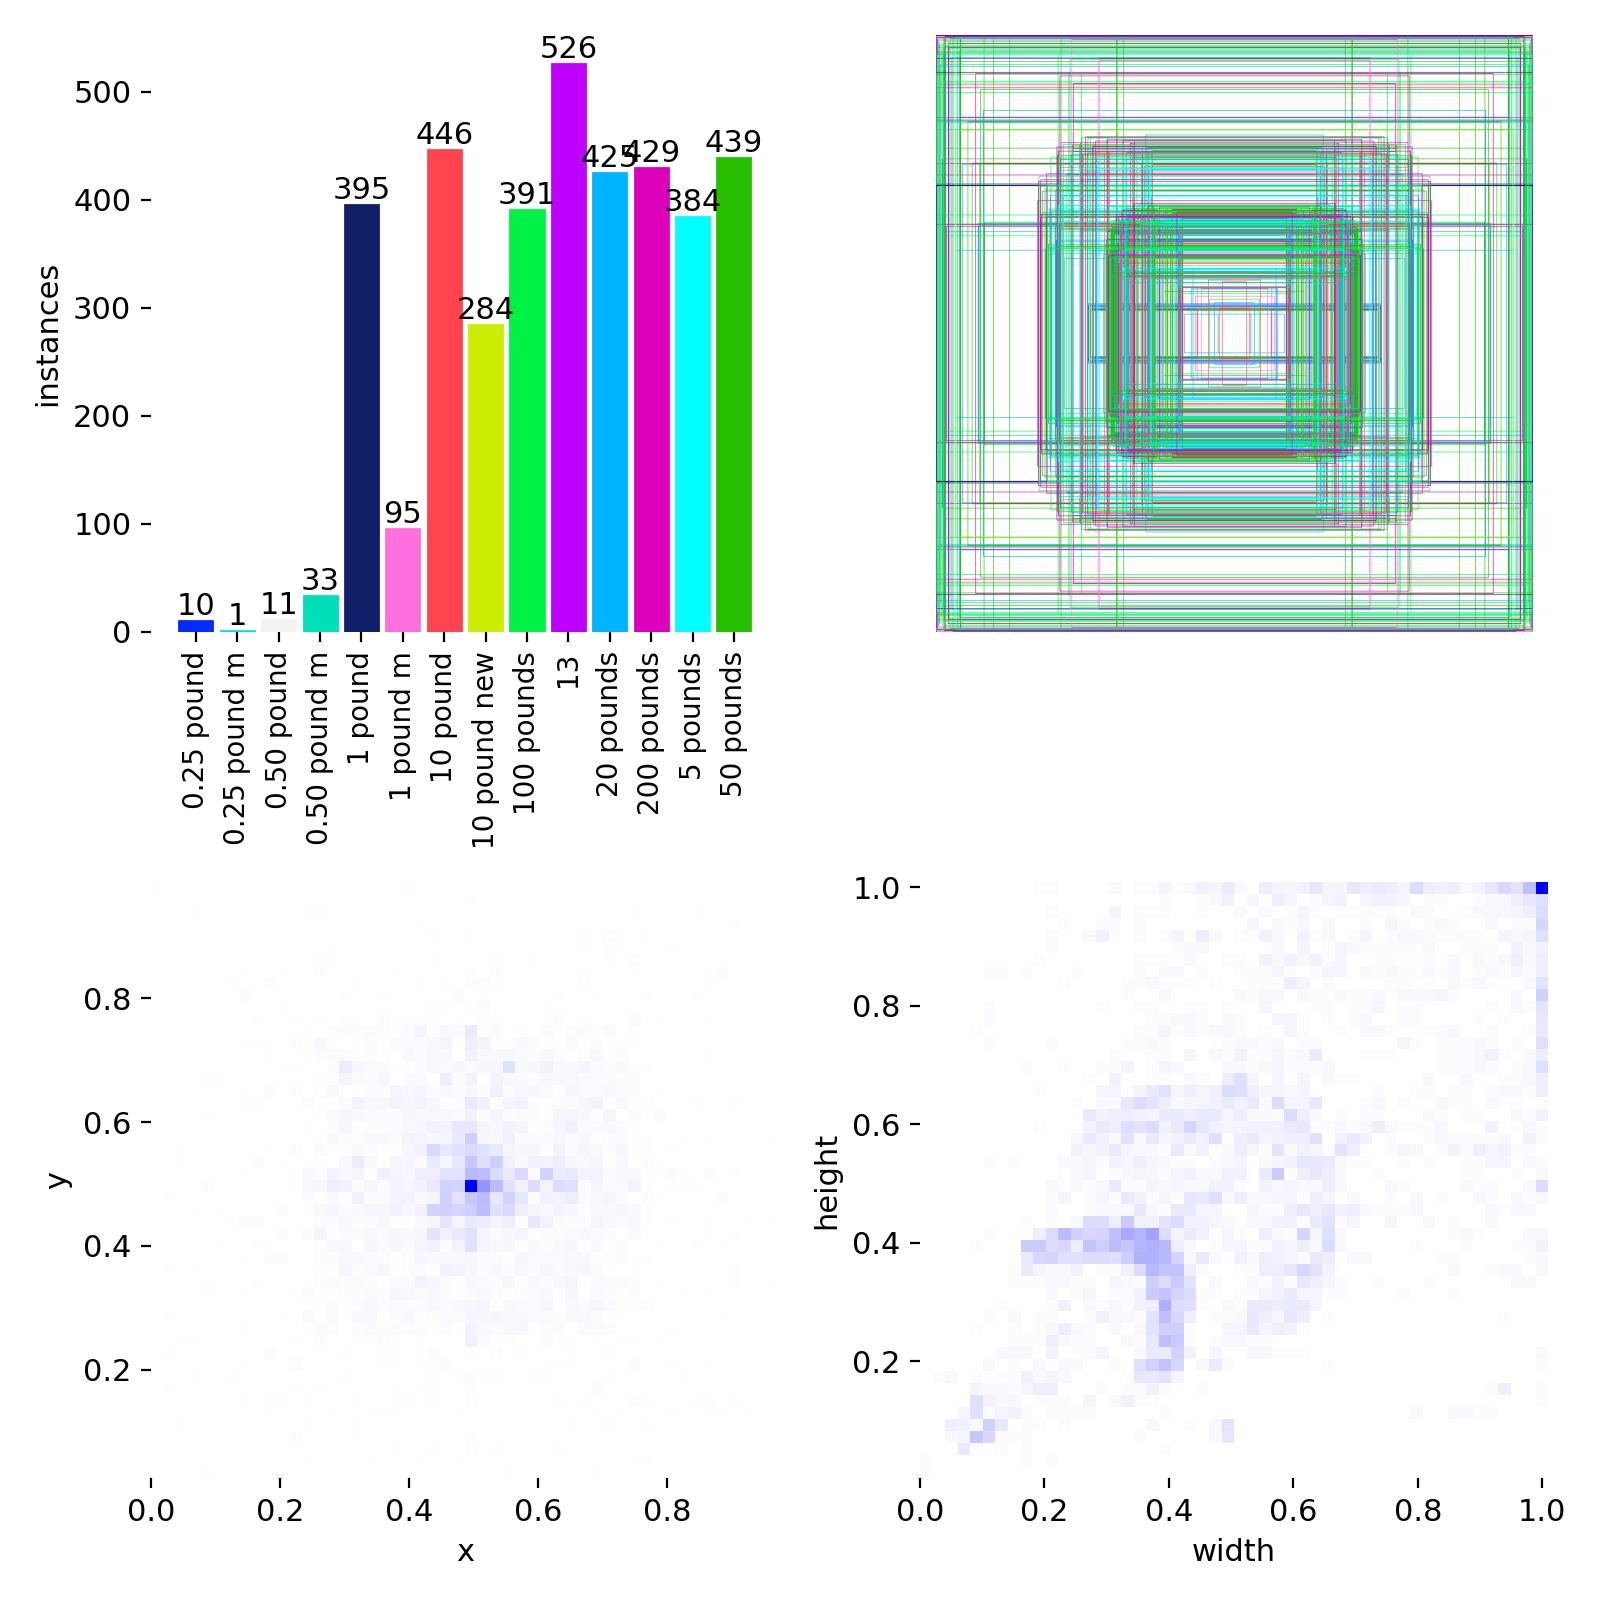 526
500
446
439
425
429
395
400
391
384
instances
300
284
200
100
95
33
10
1
11
0
0.25 pound
0.25 pound m
0.50 pound
0.50 pound m
1 pound
1 pound m
10 pound
10 pound new
100 pounds
13
20 pounds
200 pounds
5 pounds
50 pounds
y
0.8
0.6
0.4
0.2
0.0
0.2
0.4
0.6
0.8
x
height
1.0
0.8
0.6
0.4
0.2
0.0
0.2
0.4
0.6
0.8
1.0
width